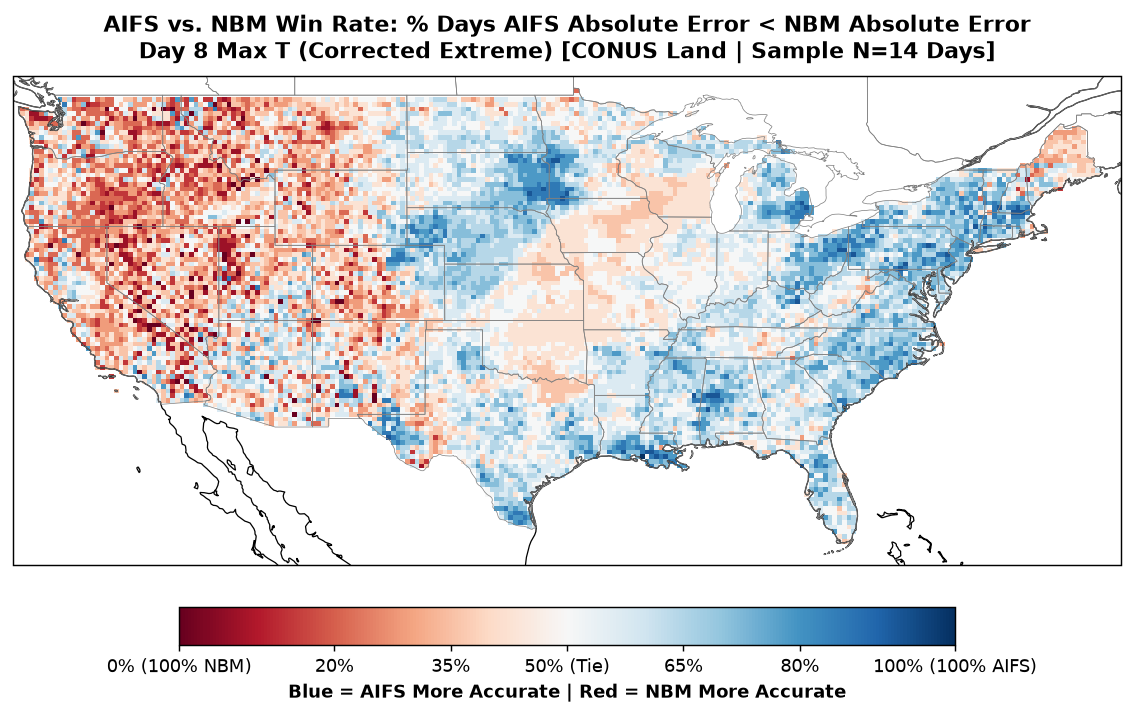 AIFS vs. NBM Win Rate: % Days AIFS Absolute Error < NBM Absolute Error
Day 8 Max T (Corrected Extreme) [CONUS Land | Sample N=14 Days]
0% (100% NBM) 20% 35% 50% (Tie) 65% 80% 100% (100% AIFS)
Blue = AIFS More Accurate | Red = NBM More Accurate